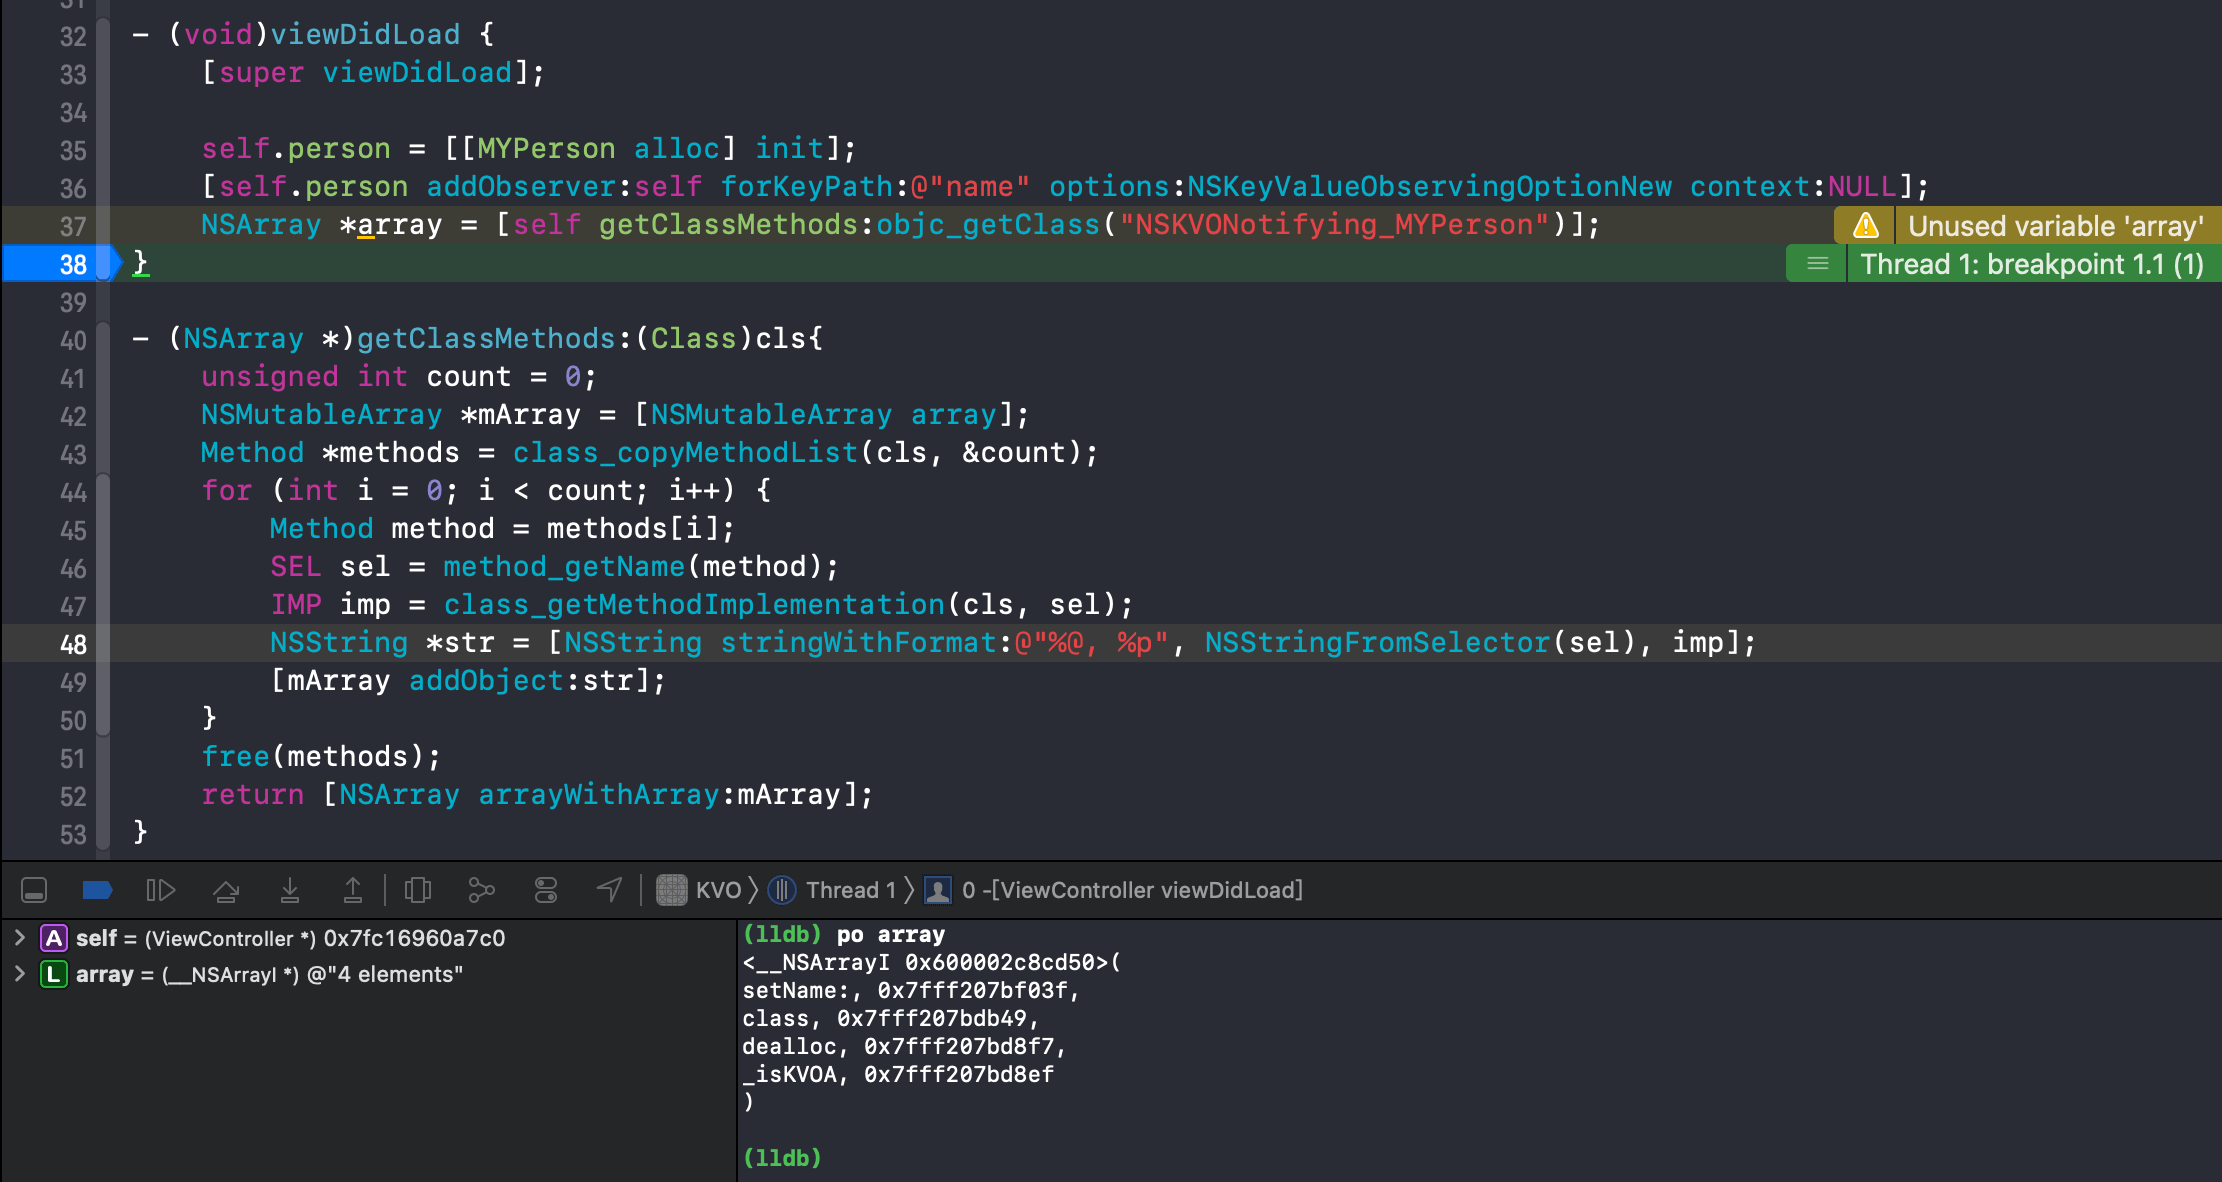 31
32 - (void)viewDidLoad {
33 [super viewDidLoad];
34
35 self.person = [[MYPerson alloc] init];
36 [self.person addObserver:self forKeyPath:@"name" options:NSKeyValueObservingOptionNew context:NULL];
37 NSArray *array = [self getClassMethods:objc_getClass("NSKVONotifying_MYPerson")]; Unused variable 'array'
38 } Thread 1: breakpoint 1.1 (1)
39
40 - (NSArray *)getClassMethods:(Class)cls{
41 unsigned int count = 0;
42 NSMutableArray *mArray = [NSMutableArray array];
43 Method *methods = class_copyMethodList(cls, &count);
44 for (int i = 0; i < count; i++) {
45 Method method = methods[i];
46 SEL sel = method_getName(method);
47 IMP imp = class_getMethodImplementation(cls, sel);
48 NSString *str = [NSString stringWithFormat:@"%@, %p", NSStringFromSelector(sel), imp];
49 [mArray addObject:str];
50 }
51 free(methods);
52 return [NSArray arrayWithArray:mArray];
53 }
KVO Thread 1 0 -[ViewController viewDidLoad]
A self = (ViewController *) 0x7fc16960a7c0
L array = (__NSArrayI *) @"4 elements"
(lldb) po array
<__NSArrayI 0x600002c8cd50>(
setName:, 0x7fff207bf03f,
class, 0x7fff207bdb49,
dealloc, 0x7fff207bd8f7,
_isKVOA, 0x7fff207bd8ef
)
(lldb)